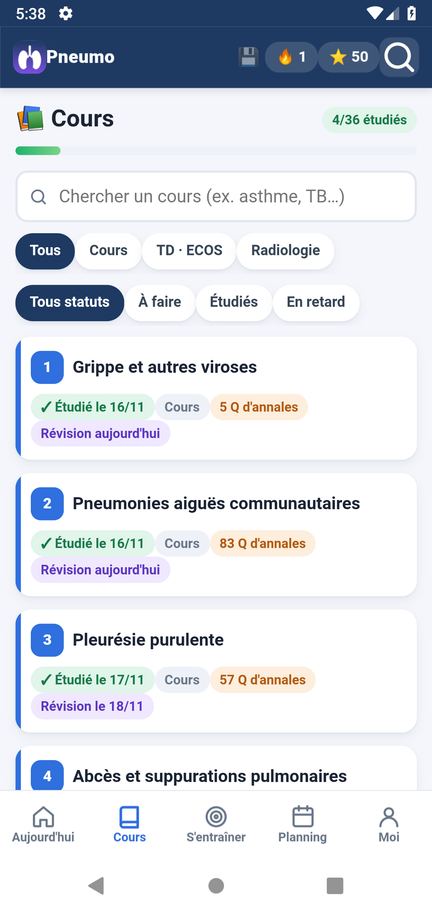 5:38
Pneumo
1
50
Cours
4/36 étudiés
Chercher un cours (ex. asthme, TB…)
Tous
Cours
TD · ECOS
Radiologie
Tous statuts
À faire
Étudiés
En retard
1
Grippe et autres viroses
✓ Étudié le 16/11
Cours
5 Q d'annales
Révision aujourd'hui
2
Pneumonies aiguës communautaires
✓ Étudié le 16/11
Cours
83 Q d'annales
Révision aujourd'hui
3
Pleurésie purulente
✓ Étudié le 17/11
Cours
57 Q d'annales
Révision le 18/11
4
Abcès et suppurations pulmonaires
Aujourd'hui
Cours
S'entraîner
Planning
Moi